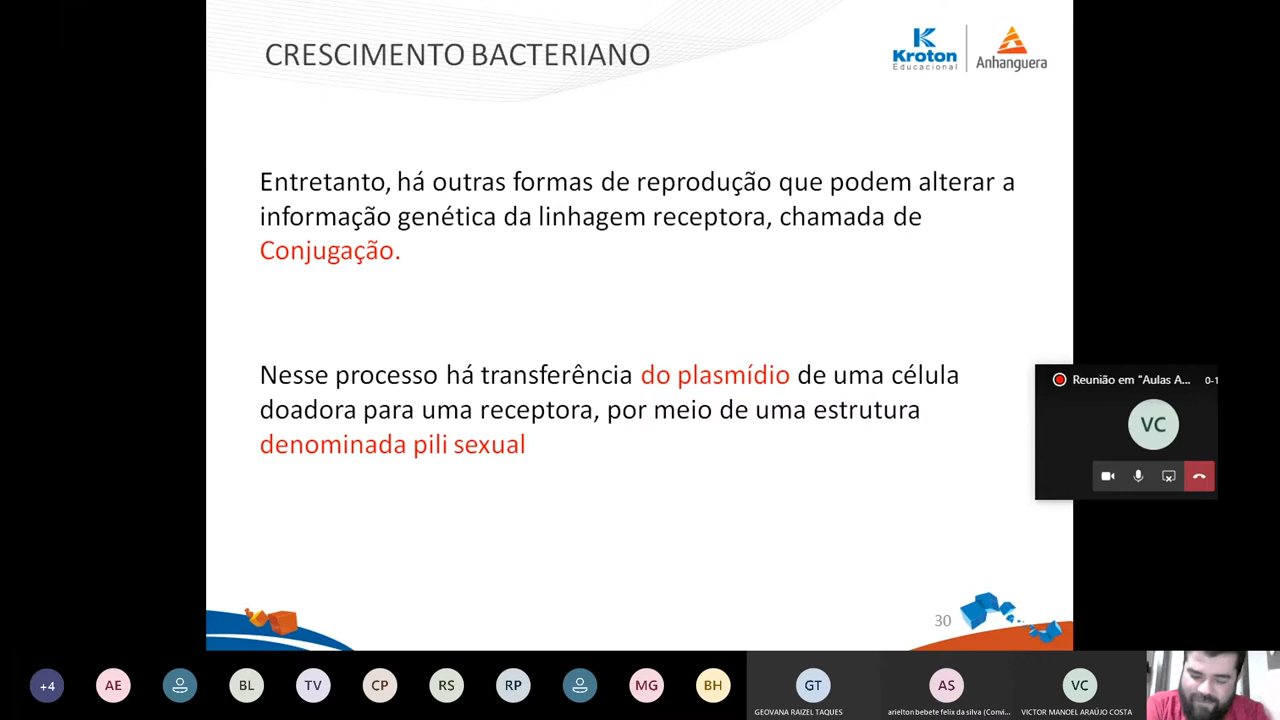 CRESCIMENTO BACTERIANO
K
Kroton
Educacional
Anhanguera
Entretanto, há outras formas de reprodução que podem alterar a
informação genética da linhagem receptora, chamada de
Conjugação.
Nesse processo há transferência do plasmídio de uma célula
doadora para uma receptora, por meio de uma estrutura
denominada pili sexual
Reunião em "Aulas A... 0-1
VC
30
+4 AE BL TV CP RS RP MG BH GT AS VC
GEOVANA RAIZEL TAQUES
arielton bebete felix da silva (Convi...
VICTOR MANOEL ARAÚJO COSTA